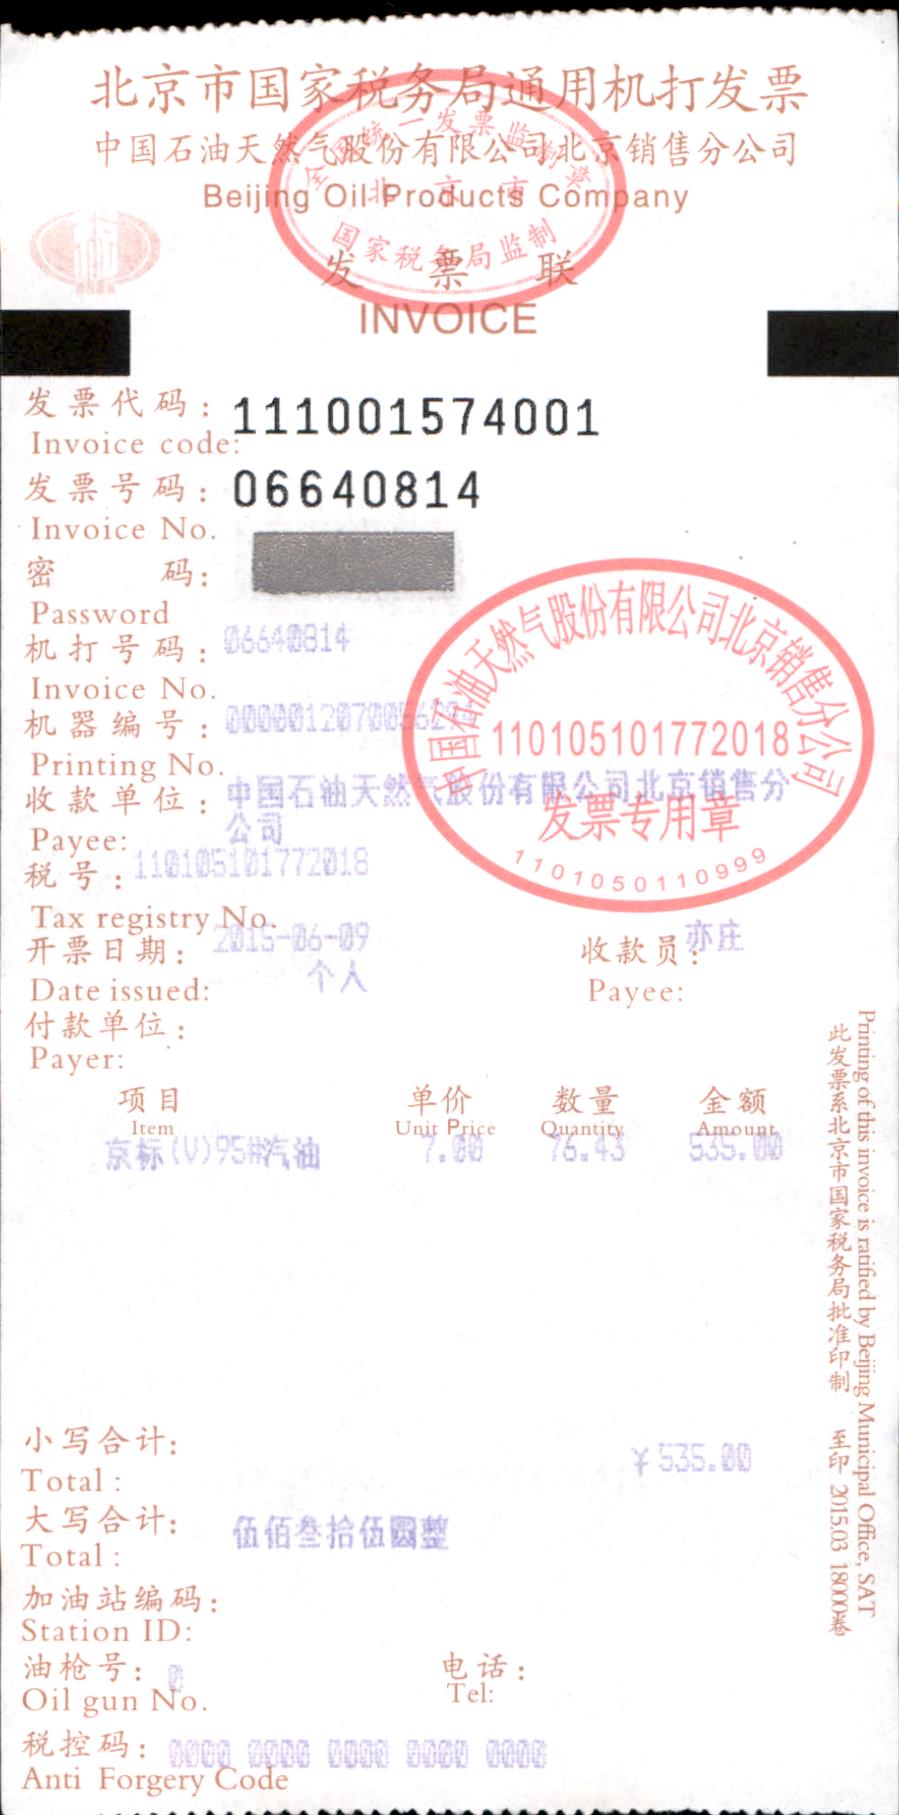 北京市国家税务局通用机打发票
中国石油天然气股份有限公司北京销售分公司
Beijing Oil Products Company
全国统一发票监制章
北京市
国家税务局监制
发票联
INVOICE
发票代码: 111001574001
Invoice code:
发票号码: 06640814
Invoice No.
密 码:
Password
机打号码: 06640814
Invoice No.
机器编号:
Printing No.
收款单位: 中国石油天然气股份有限公司北京销售分
公司
Payee:
税号: 110105101772018
Tax registry No.
中国石油天然气股份有限公司北京销售分公司
110105101772018
发票专用章
1101050110999
开票日期: 2015-06-09 收款员: 亦庄
个人
Date issued: Payee:
付款单位:
Payer:
项目 单价 数量 金额
Item Unit Price Quantity Amount
京标(V)95#汽油 7.00 76.43 535.00
小写合计: ¥535.00
Total:
大写合计: 伍佰叁拾伍圆整
Total:
加油站编码:
Station ID:
油枪号: 0 电话:
Oil gun No. Tel:
税控码: 0000 0000 0000 0000 0000
Anti Forgery Code
Printing of this invoice is ratified by Beijing Municipal Office, SAT
此发票系北京市国家税务局批准印制 至印 2015.03 18000卷